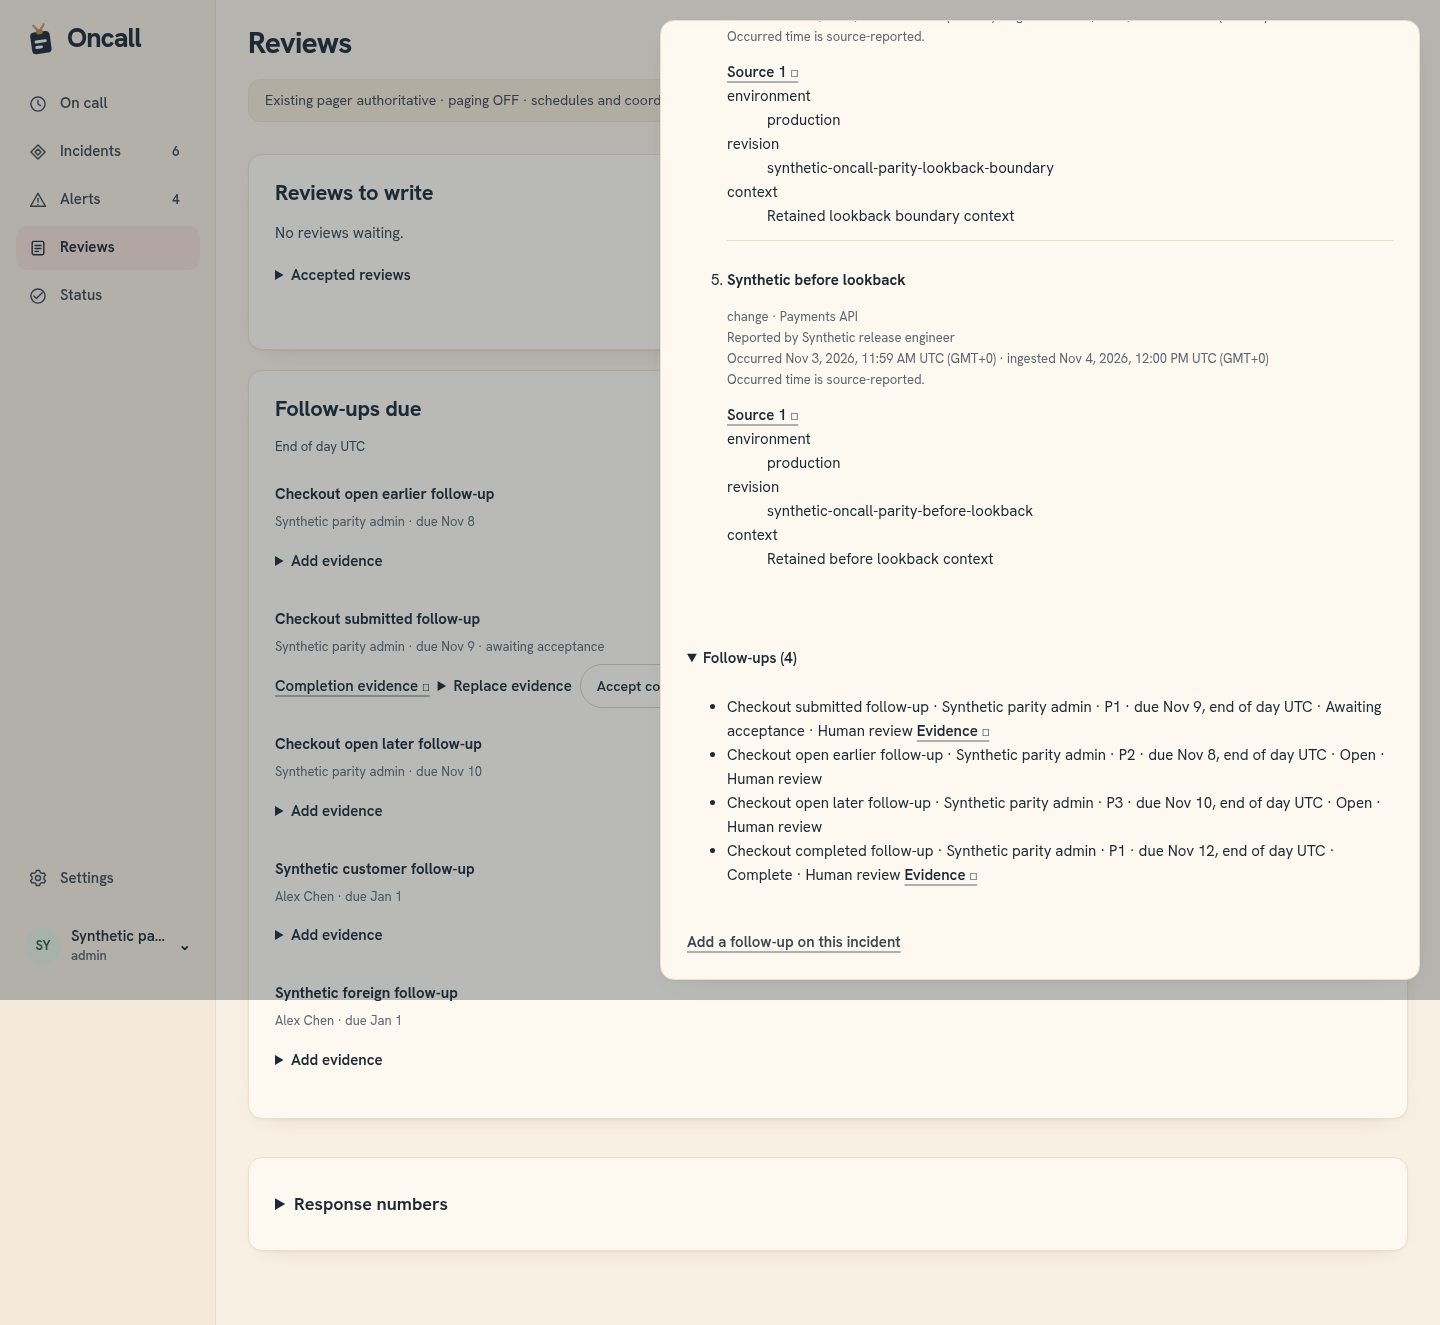 Oncall
On call
Incidents 6
Alerts 4
Reviews
Status
Settings
SY
Synthetic pa...
admin
Reviews
Existing pager authoritative · paging OFF · schedules and coord
Reviews to write
No reviews waiting.
Accepted reviews
Follow-ups due
End of day UTC
Checkout open earlier follow-up
Synthetic parity admin · due Nov 8
Add evidence
Checkout submitted follow-up
Synthetic parity admin · due Nov 9 · awaiting acceptance
Completion evidence Replace evidence Accept co
Checkout open later follow-up
Synthetic parity admin · due Nov 10
Add evidence
Synthetic customer follow-up
Alex Chen · due Jan 1
Add evidence
Synthetic foreign follow-up
Alex Chen · due Jan 1
Add evidence
Response numbers
Occurred time is source-reported.
Source 1
environment
production
revision
synthetic-oncall-parity-lookback-boundary
context
Retained lookback boundary context
5. Synthetic before lookback
change · Payments API
Reported by Synthetic release engineer
Occurred Nov 3, 2026, 11:59 AM UTC (GMT+0) · ingested Nov 4, 2026, 12:00 PM UTC (GMT+0)
Occurred time is source-reported.
Source 1
environment
production
revision
synthetic-oncall-parity-before-lookback
context
Retained before lookback context
Follow-ups (4)
Checkout submitted follow-up · Synthetic parity admin · P1 · due Nov 9, end of day UTC · Awaiting
acceptance · Human review Evidence
Checkout open earlier follow-up · Synthetic parity admin · P2 · due Nov 8, end of day UTC · Open ·
Human review
Checkout open later follow-up · Synthetic parity admin · P3 · due Nov 10, end of day UTC · Open ·
Human review
Checkout completed follow-up · Synthetic parity admin · P1 · due Nov 12, end of day UTC ·
Complete · Human review Evidence
Add a follow-up on this incident